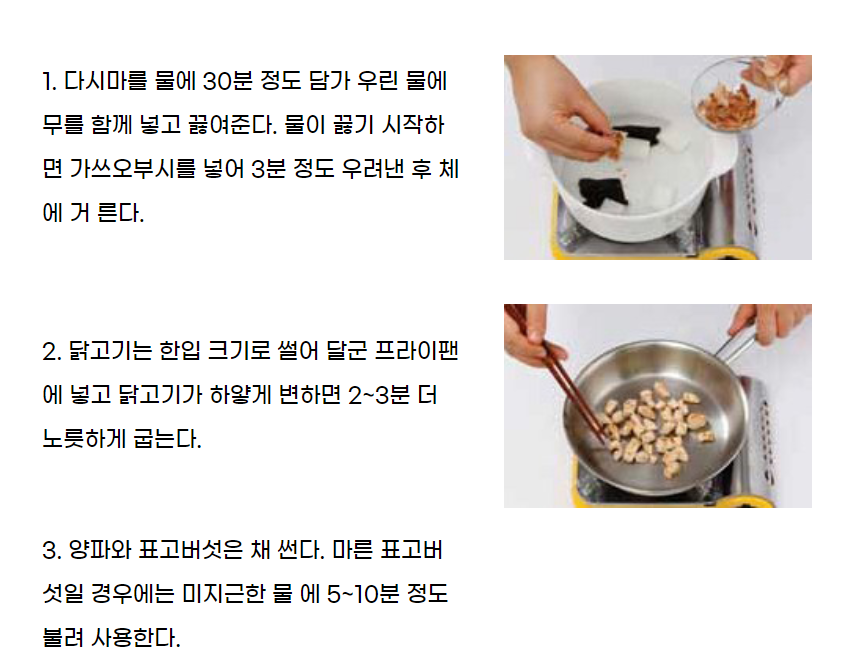 1. 다시마를 물에 30분 정도 담가 우린 물에
무를 함께 넣고 끓여준다. 물이 끓기 시작하
면 가쓰오부시를 넣어 3분 정도 우려낸 후 체
에 거 른다.
2. 닭고기는 한입 크기로 썰어 달군 프라이팬
에 넣고 닭고기가 하얗게 변하면 2~3분 더
노릇하게 굽는다.
3. 양파와 표고버섯은 채 썬다. 마른 표고버
섯일 경우에는 미지근한 물 에 5~10분 정도
불려 사용한다.